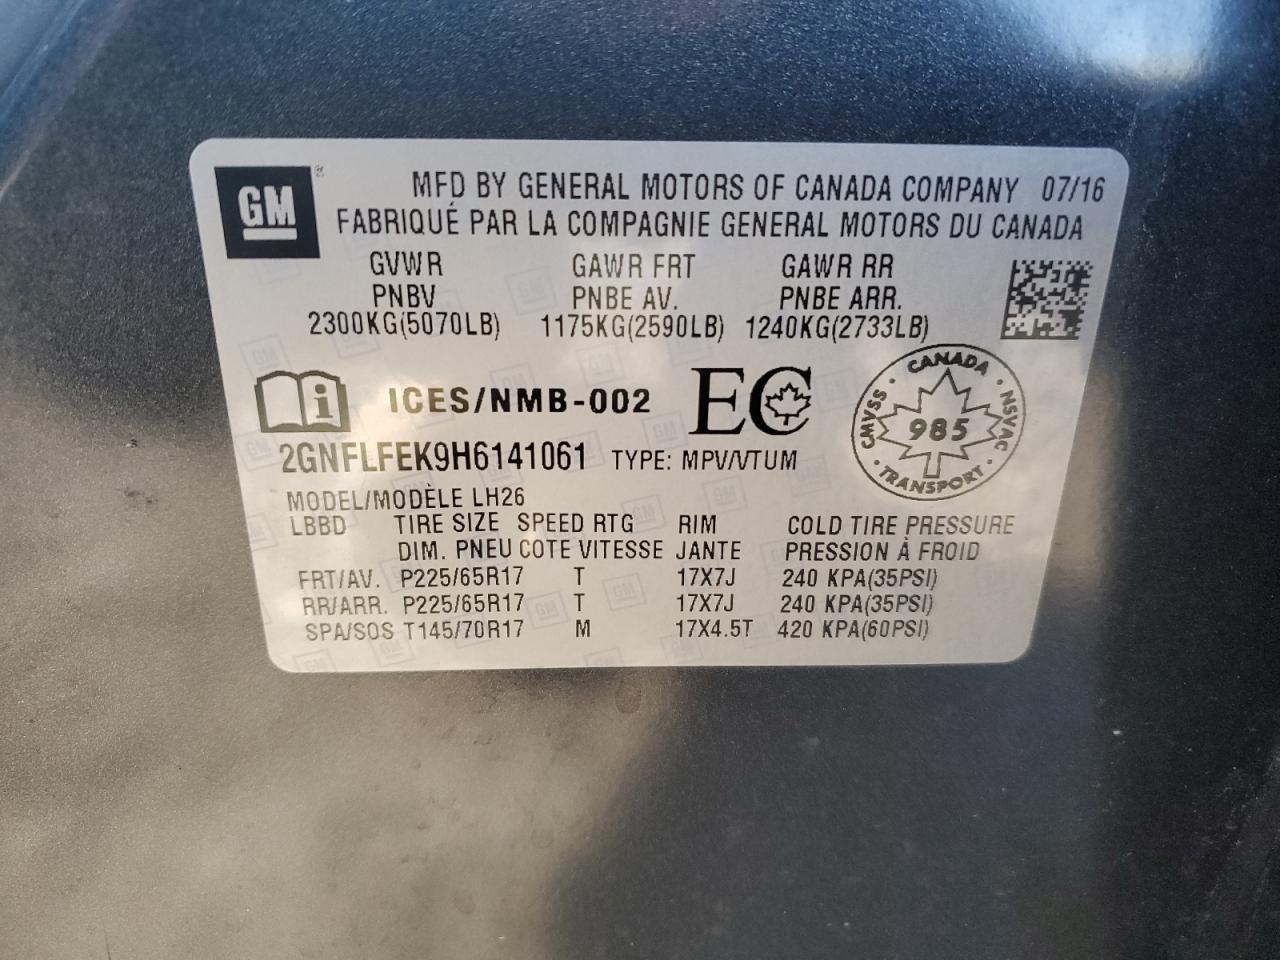 GM ®
MFD BY GENERAL MOTORS OF CANADA COMPANY 07/16
FABRIQUÉ PAR LA COMPAGNIE GENERAL MOTORS DU CANADA
GVWR GAWR FRT GAWR RR
PNBV PNBE AV. PNBE ARR.
2300KG(5070LB) 1175KG(2590LB) 1240KG(2733LB)
i ICES/NMB-002 EC
CANADA · NSVAC · TRANSPORT · CMVSS ·
985
2GNFLFEK9H6141061 TYPE: MPV/VTUM
MODEL/MODÈLE LH26
LBBD TIRE SIZE SPEED RTG RIM COLD TIRE PRESSURE
DIM. PNEU COTE VITESSE JANTE PRESSION À FROID
FRT/AV. P225/65R17 T 17X7J 240 KPA(35PSI)
RR/ARR. P225/65R17 T 17X7J 240 KPA(35PSI)
SPA/SOS T145/70R17 M 17X4.5T 420 KPA(60PSI)